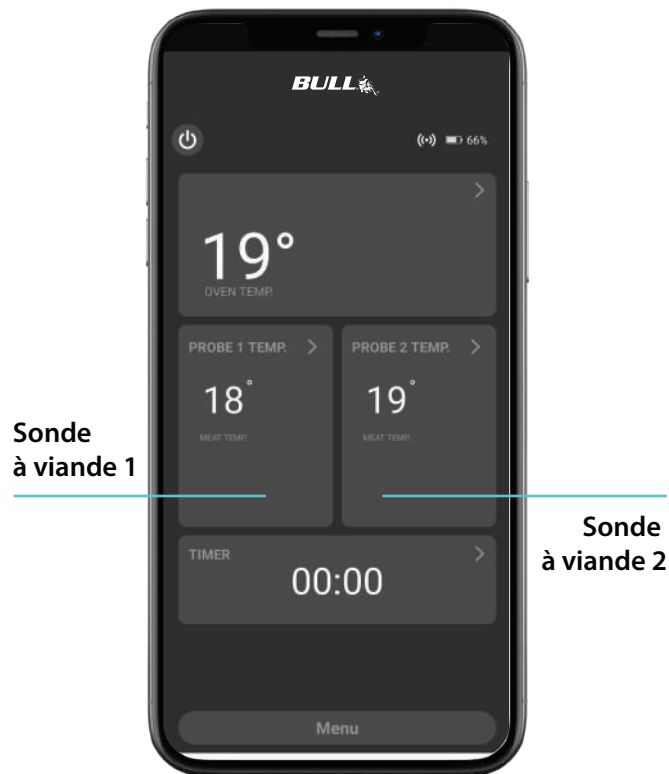 BULL
66%
19°
OVEN TEMP.
PROBE 1 TEMP.
PROBE 2 TEMP.
18°
19°
MEAT TEMP.
MEAT TEMP.
Sonde
à viande 1
Sonde
à viande 2
TIMER
00:00
Menu